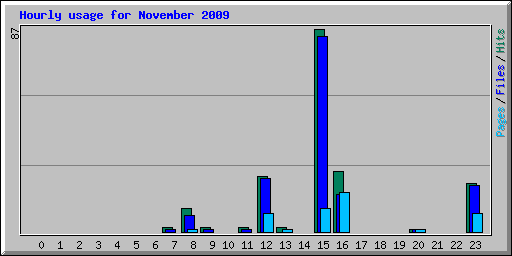 Hourly usage for November 2009
87
Pages/Files/Hits
0 1 2 3 4 5 6 7 8 9 10 11 12 13 14 15 16 17 18 19 20 21 22 23